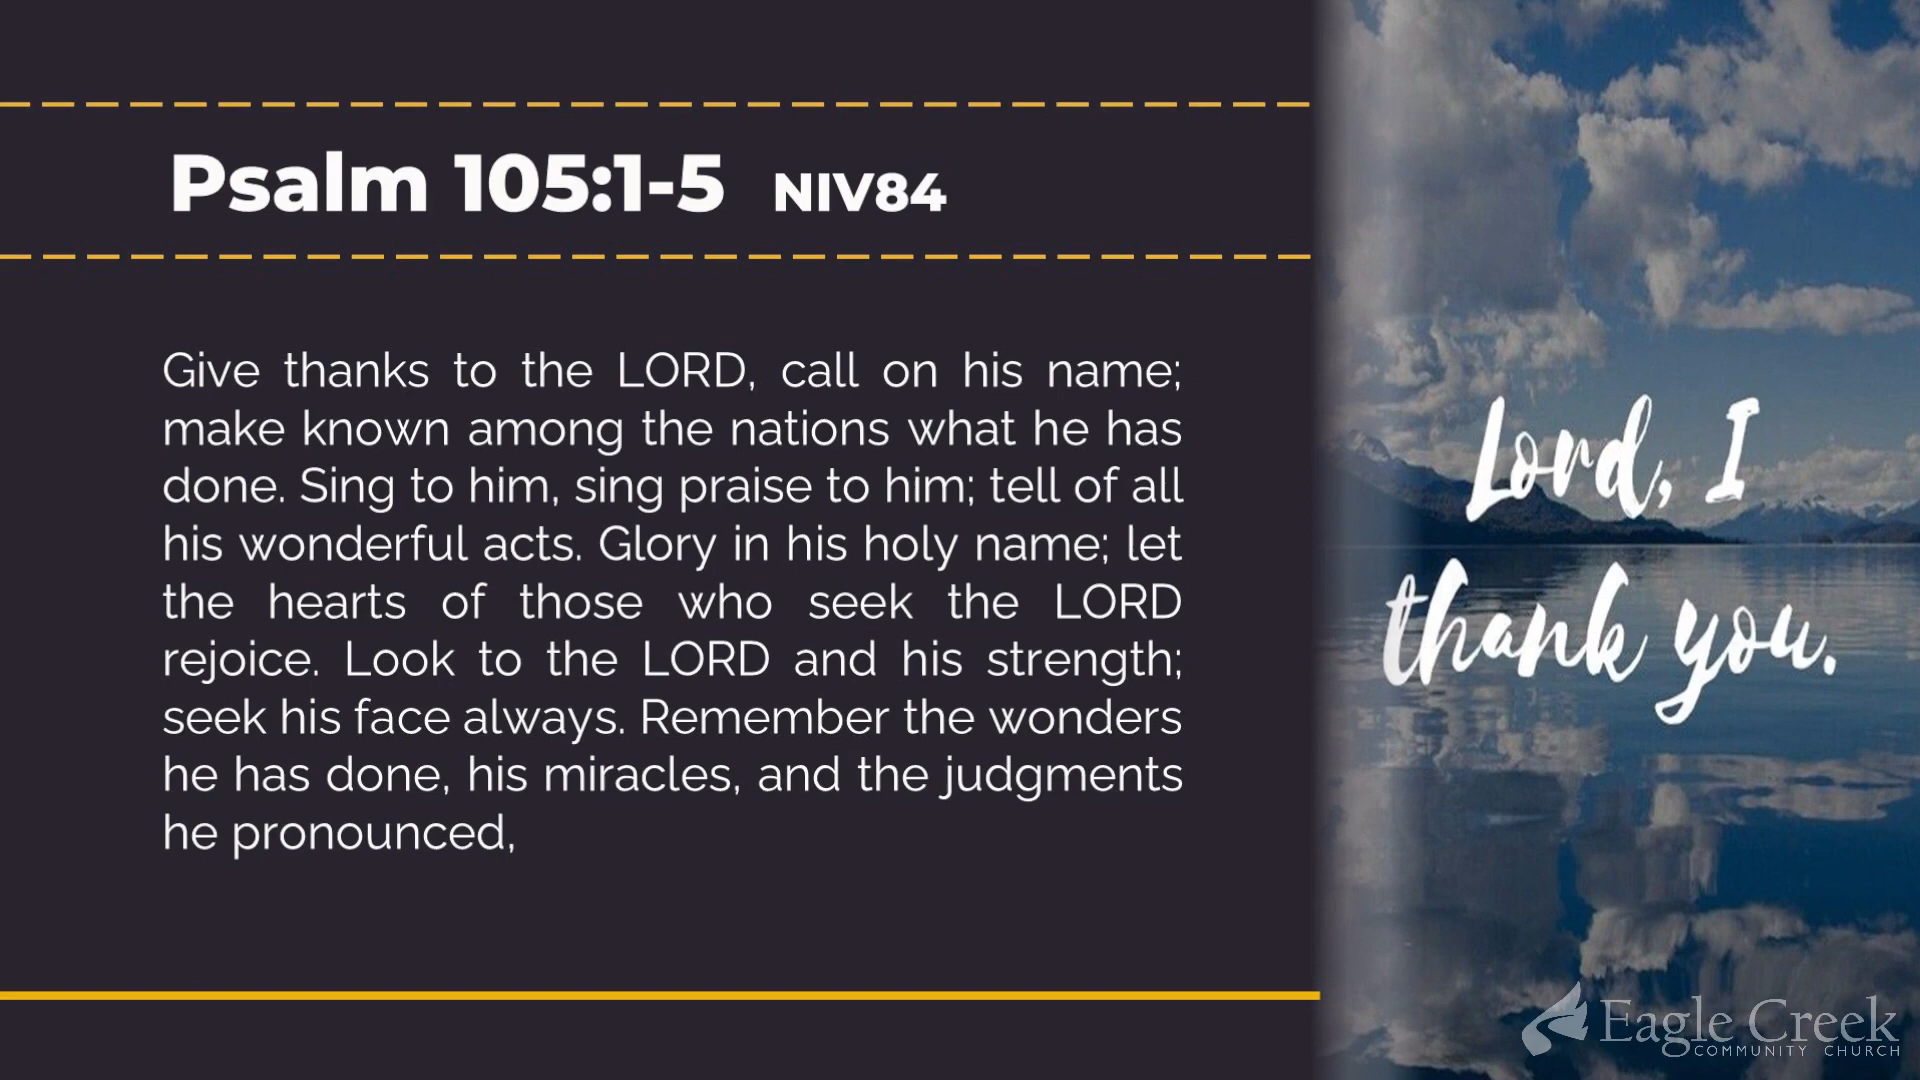 Psalm 105:1-5 NIV84
Give thanks to the LORD, call on his name;
make known among the nations what he has
done. Sing to him, sing praise to him; tell of all
his wonderful acts. Glory in his holy name; let
the hearts of those who seek the LORD
rejoice. Look to the LORD and his strength;
seek his face always. Remember the wonders
he has done, his miracles, and the judgments
he pronounced,
Lord, I
thank you.
Eagle Creek
COMMUNITY CHURCH